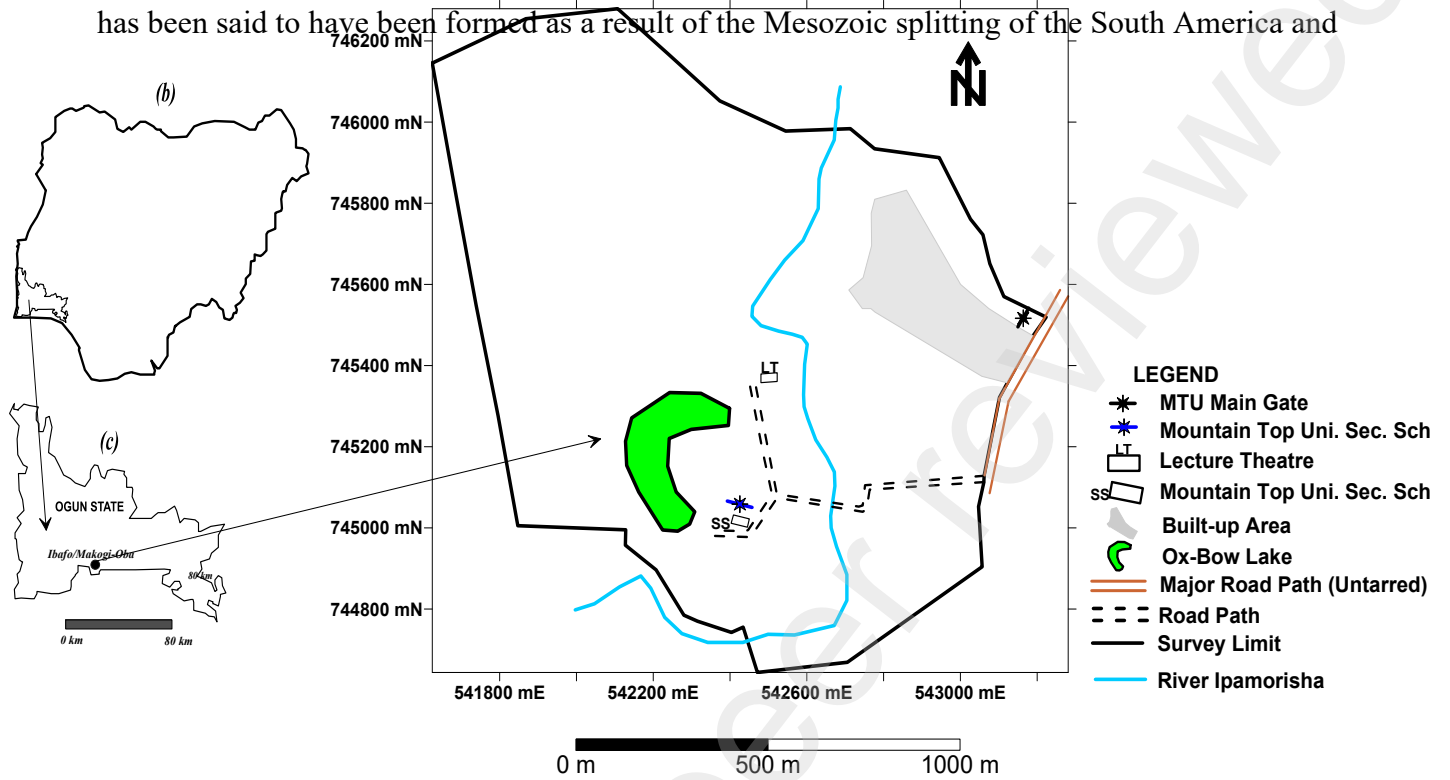 has been said to have been formed as a result of the Mesozoic splitting of the South America and
746200 mN
746000 mN
745800 mN
745600 mN
745400 mN
745200 mN
745000 mN
744800 mN
541800 mE
542200 mE
542600 mE
543000 mE
N
LT
SS
(b)
(c)
OGUN STATE
Ibafo/Makogi-Oba
80 km
0 km
80 km
LEGEND
MTU Main Gate
Mountain Top Uni. Sec. Sch
LT
Lecture Theatre
SS
Mountain Top Uni. Sec. Sch
Built-up Area
Ox-Bow Lake
Major Road Path (Untarred)
Road Path
Survey Limit
River Ipamorisha
0 m
500 m
1000 m
peer reviewed